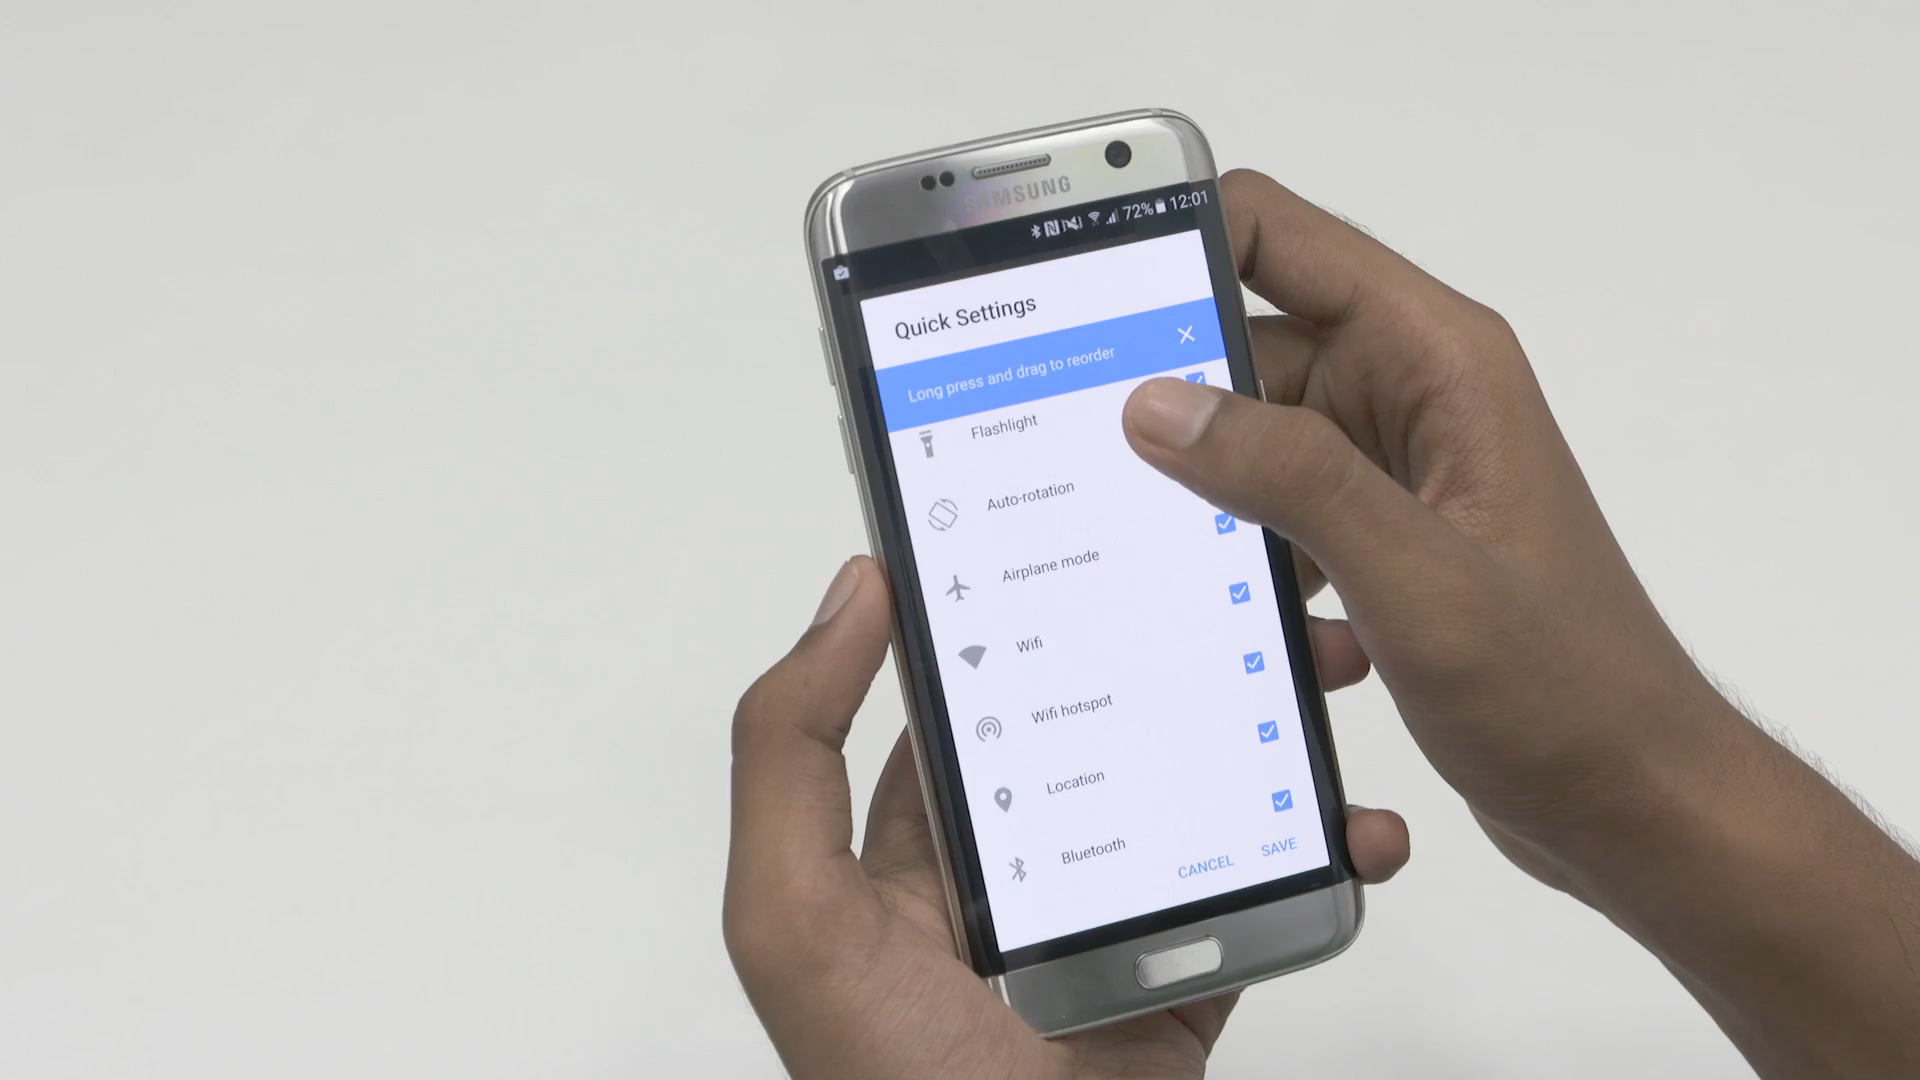 SAMSUNG
72% 12:01
Quick Settings
Long press and drag to reorder
Flashlight
Auto-rotation
Airplane mode
Wifi
Wifi hotspot
Location
Bluetooth
CANCEL SAVE